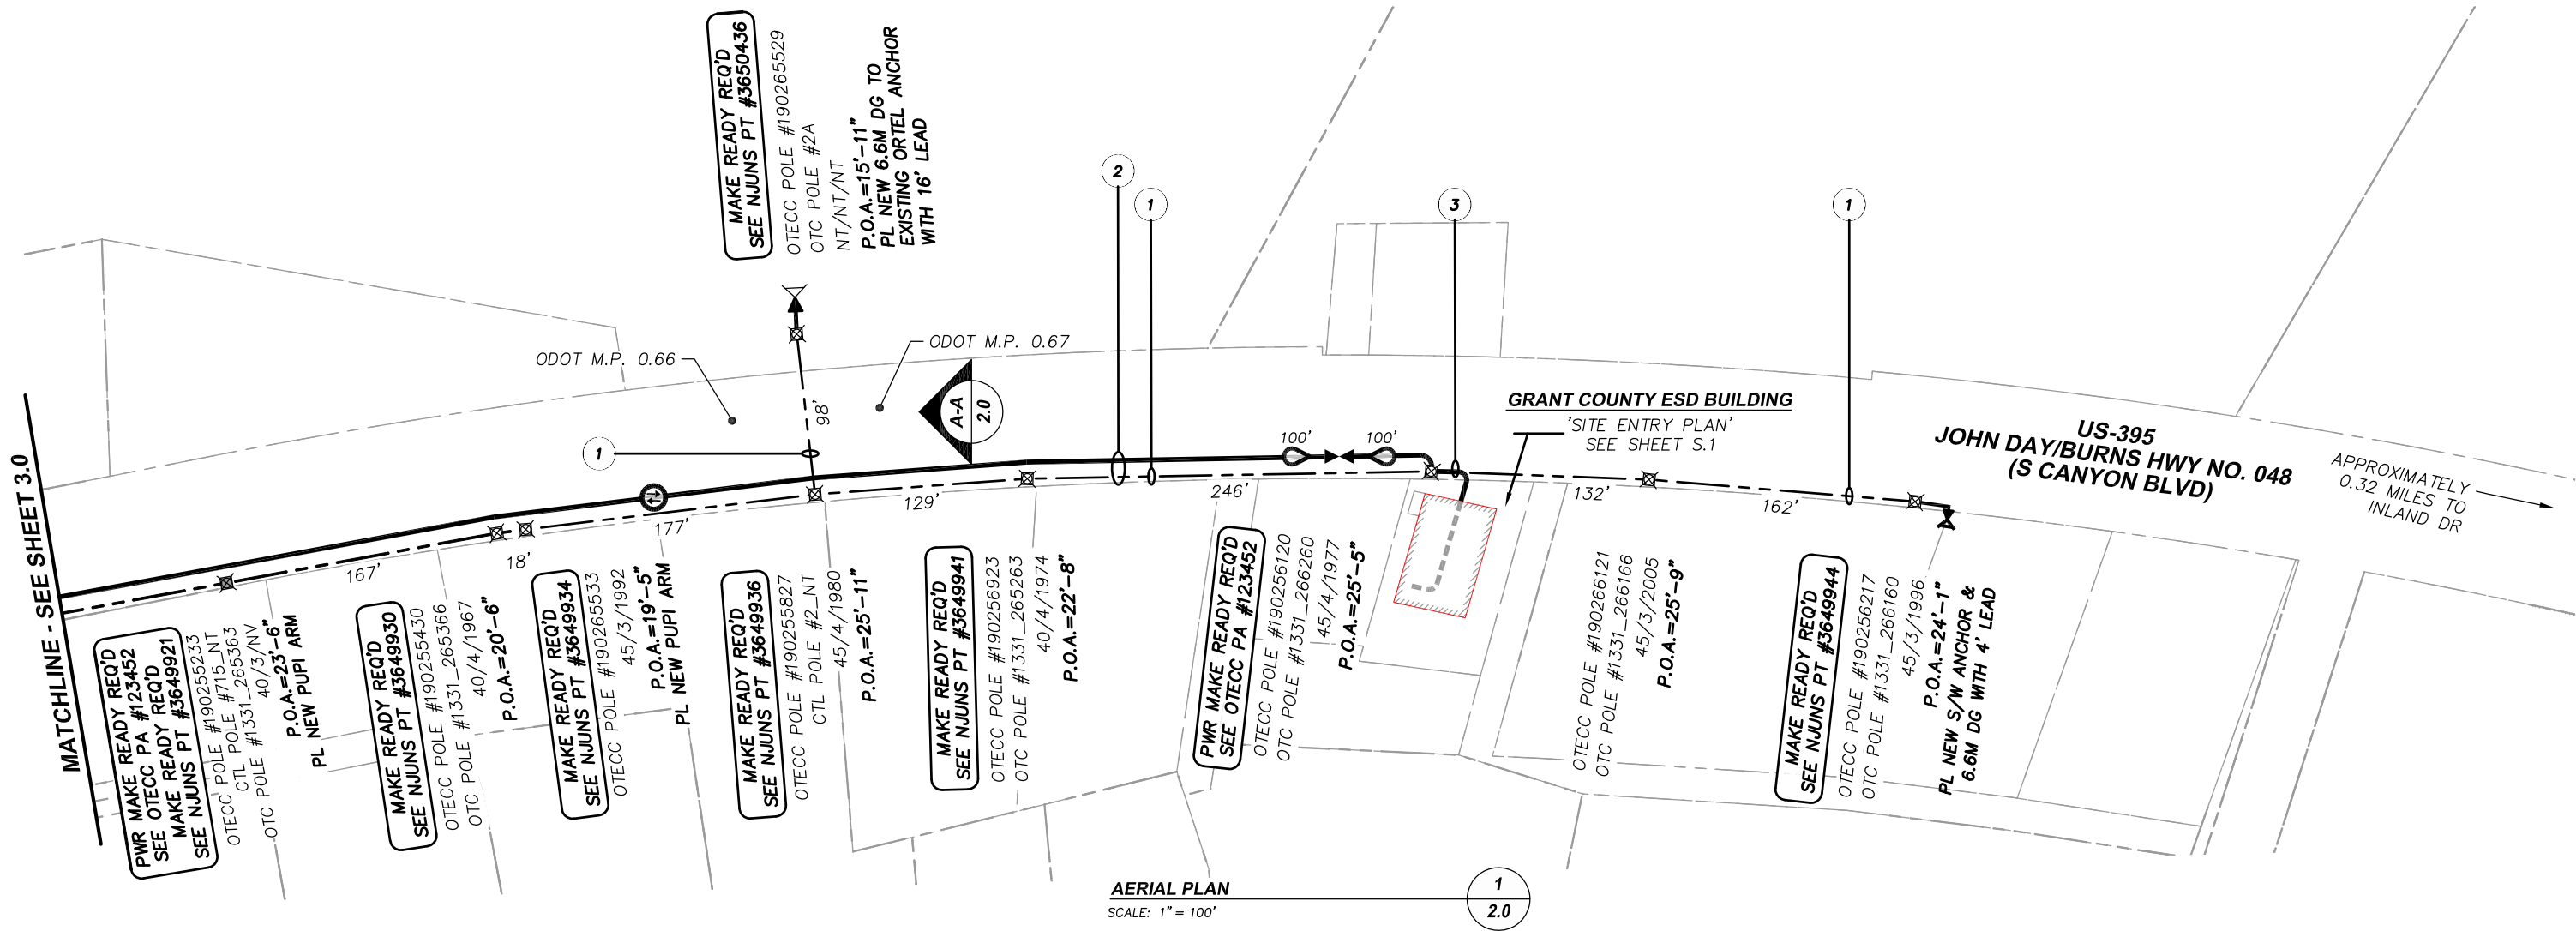 MAKE READY REQ'D
SEE NJUNS PT #3650436
OTECC POLE #190265529
OTC POLE #2A
NT/NT/NT
P.O.A.=15'-11"
PL NEW 6.6M DG TO
EXISTING ORTEL ANCHOR
WITH 16' LEAD
2
1
3
1
ODOT M.P. 0.66
ODOT M.P. 0.67
98'
A-A
2.0
1
100'
100'
GRANT COUNTY ESD BUILDING
'SITE ENTRY PLAN'
SEE SHEET S.1
US-395
JOHN DAY/BURNS HWY NO. 048
(S CANYON BLVD)
APPROXIMATELY
0.32 MILES TO
INLAND DR
MATCHLINE - SEE SHEET 3.0
167'
18'
177'
129'
246'
132'
162'
PWR MAKE READY REQ'D
SEE OTECC PA #123452
MAKE READY REQ'D
SEE NJUNS PT #3649921
OTECC POLE #190255233
CTL POLE #715_NT
OTC POLE #1331_265363
40/3/NV
P.O.A.=23'-6"
PL NEW PUPI ARM
MAKE READY REQ'D
SEE NJUNS PT #3649930
OTECC POLE #190255430
OTC POLE #1331_265366
40/4/1967
P.O.A.=20'-6"
MAKE READY REQ'D
SEE NJUNS PT #3649934
OTECC POLE #190265533
45/3/1992
P.O.A.=19'-5"
PL NEW PUPI ARM
MAKE READY REQ'D
SEE NJUNS PT #3649936
OTECC POLE #190255827
CTL POLE #2_NT
45/4/1980
P.O.A.=25'-11"
MAKE READY REQ'D
SEE NJUNS PT #3649941
OTECC POLE #190256923
OTC POLE #1331_265263
40/4/1974
P.O.A.=22'-8"
PWR MAKE READY REQ'D
SEE OTECC PA #123452
OTECC POLE #190256120
OTC POLE #1331_266260
45/4/1977
P.O.A.=25'-5"
OTECC POLE #190266121
OTC POLE #1331_266166
45/3/2005
P.O.A.=25'-9"
MAKE READY REQ'D
SEE NJUNS PT #3649944
OTECC POLE #190256217
OTC POLE #1331_266160
45/3/1996
P.O.A.=24'-1"
PL NEW S/W ANCHOR &
6.6M DG WITH 4' LEAD
AERIAL PLAN
SCALE: 1" = 100'
1
2.0